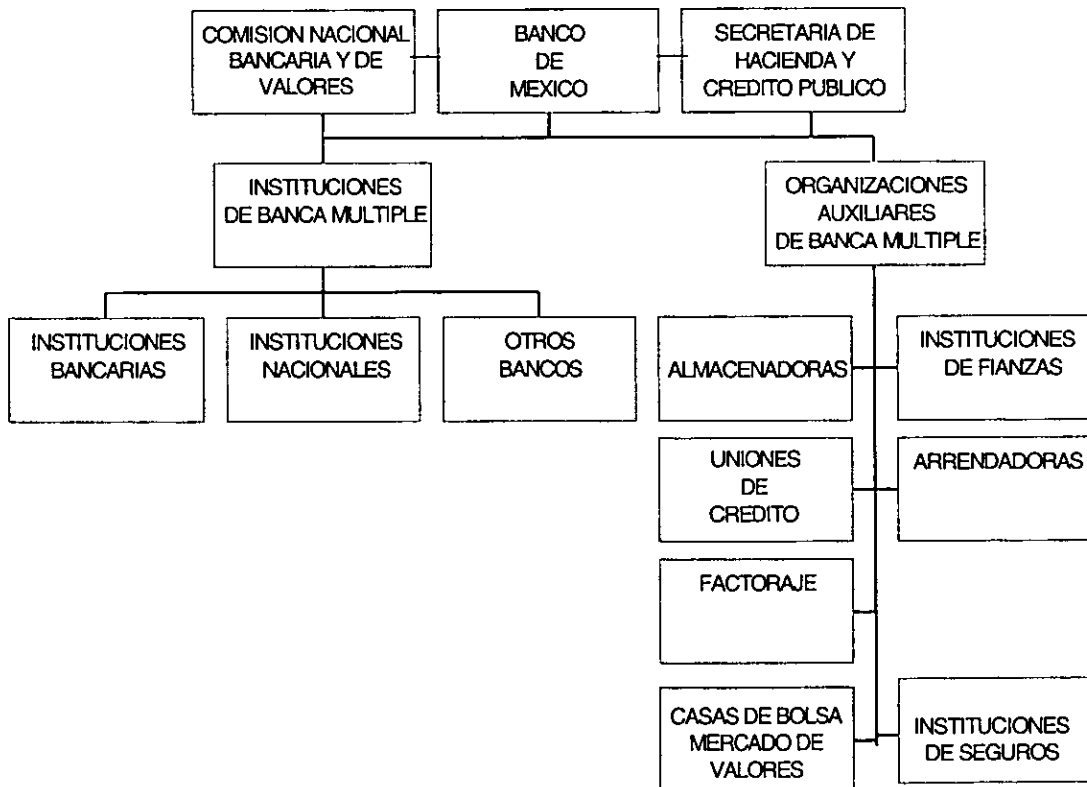 COMISION NACIONAL
BANCARIA Y DE
VALORES
BANCO
DE
MEXICO
SECRETARIA DE
HACIENDA Y
CREDITO PUBLICO
INSTITUCIONES
DE BANCA MULTIPLE
ORGANIZACIONES
AUXILIARES
DE BANCA MULTIPLE
INSTITUCIONES
BANCARIAS
INSTITUCIONES
NACIONALES
OTROS
BANCOS
ALMACENADORAS
INSTITUCIONES
DE FIANZAS
UNIONES
DE
CREDITO
ARRENDADORAS
FACTORAJE
CASAS DE BOLSA
MERCADO DE
VALORES
INSTITUCIONES
DE SEGUROS